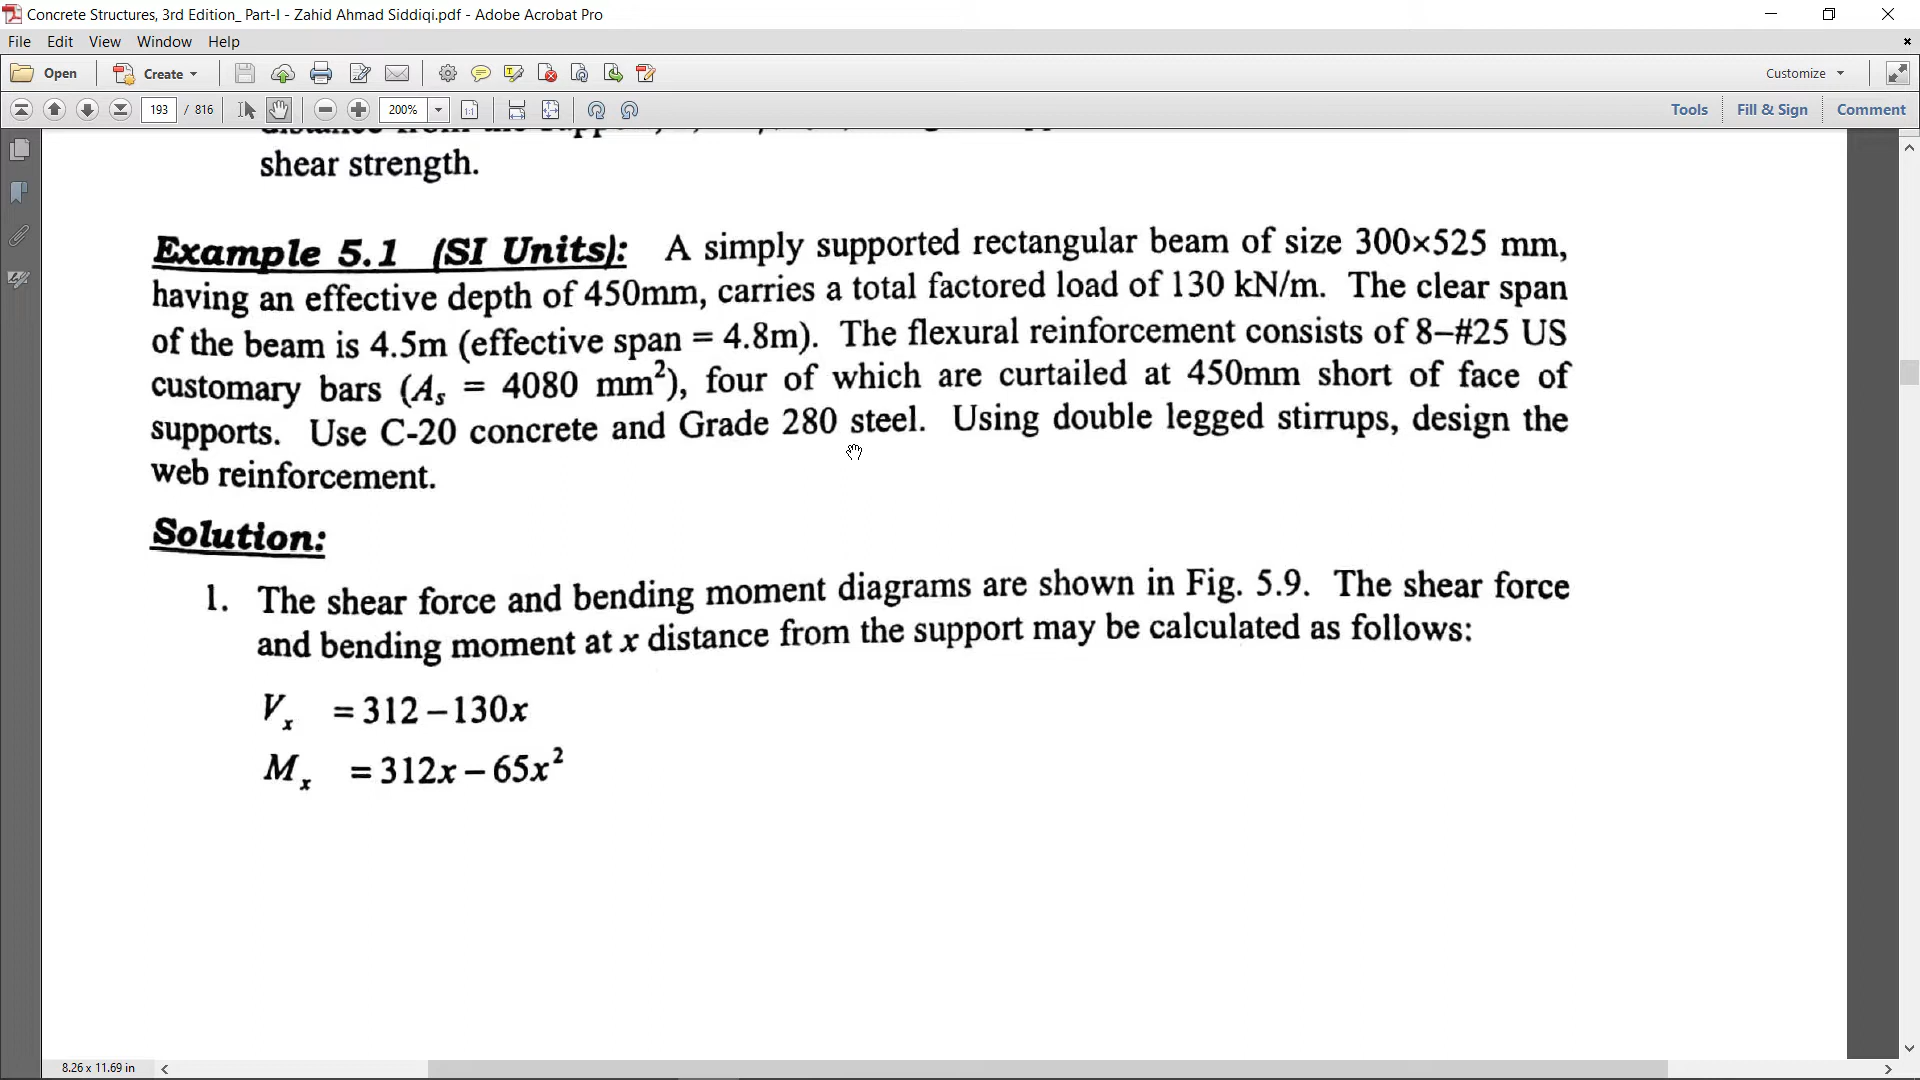 Concrete Structures, 3rd Edition_ Part-I - Zahid Ahmad Siddiqi.pdf - Adobe Acrobat Pro
File Edit View Window Help
Open Create Customize
193 / 816 200% Tools Fill & Sign Comment
shear strength.
Example 5.1 (SI Units): A simply supported rectangular beam of size 300×525 mm,
having an effective depth of 450mm, carries a total factored load of 130 kN/m. The clear span
of the beam is 4.5m (effective span = 4.8m). The flexural reinforcement consists of 8–#25 US
customary bars (Aₛ = 4080 mm²), four of which are curtailed at 450mm short of face of
supports. Use C-20 concrete and Grade 280 steel. Using double legged stirrups, design the
web reinforcement.
Solution:
1. The shear force and bending moment diagrams are shown in Fig. 5.9. The shear force
and bending moment at x distance from the support may be calculated as follows:
Vₓ = 312 – 130x
Mₓ = 312x – 65x²
8.26 x 11.69 in